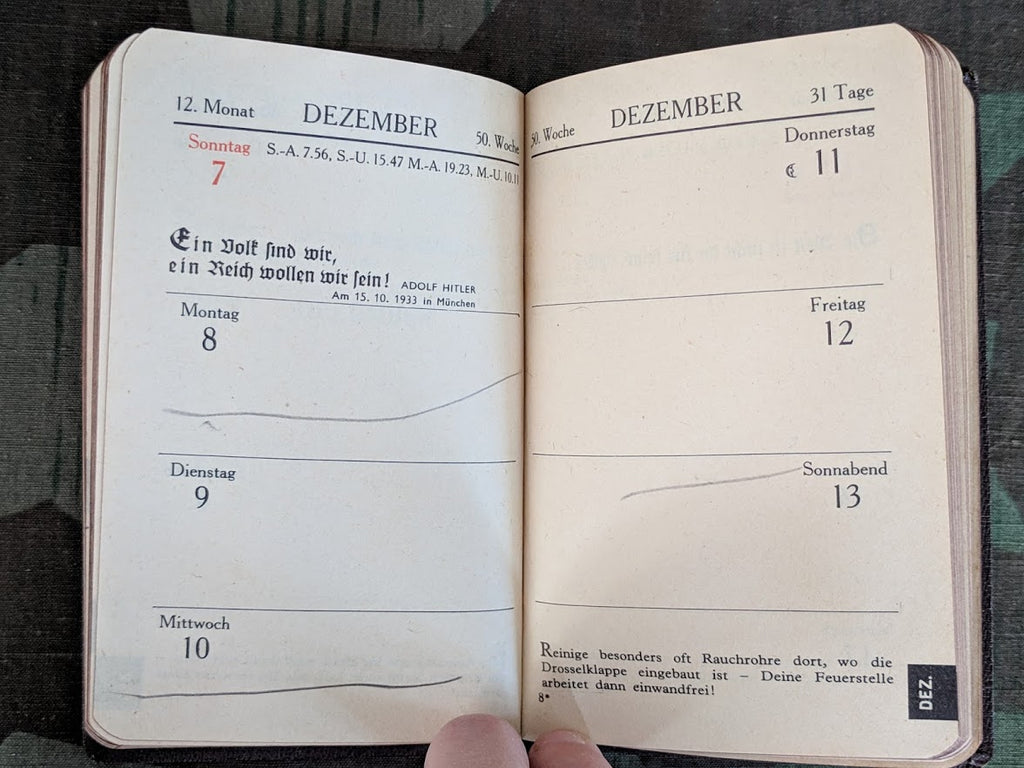 12. Monat DEZEMBER 50. Woche
Sonntag S.-A. 7.56, S.-U. 15.47 M.-A. 19.23, M.-U. 10.11
7
Ein Volk sind wir,
ein Reich wollen wir sein! ADOLF HITLER
Am 15. 10. 1933 in München
Montag
8
Dienstag
9
Mittwoch
10
50. Woche DEZEMBER 31 Tage
Donnerstag
☾ 11
Freitag
12
Sonnabend
13
Reinige besonders oft Rauchrohre dort, wo die
Drosselklappe eingebaut ist – Deine Feuerstelle
arbeitet dann einwandfrei!
8*
DEZ.